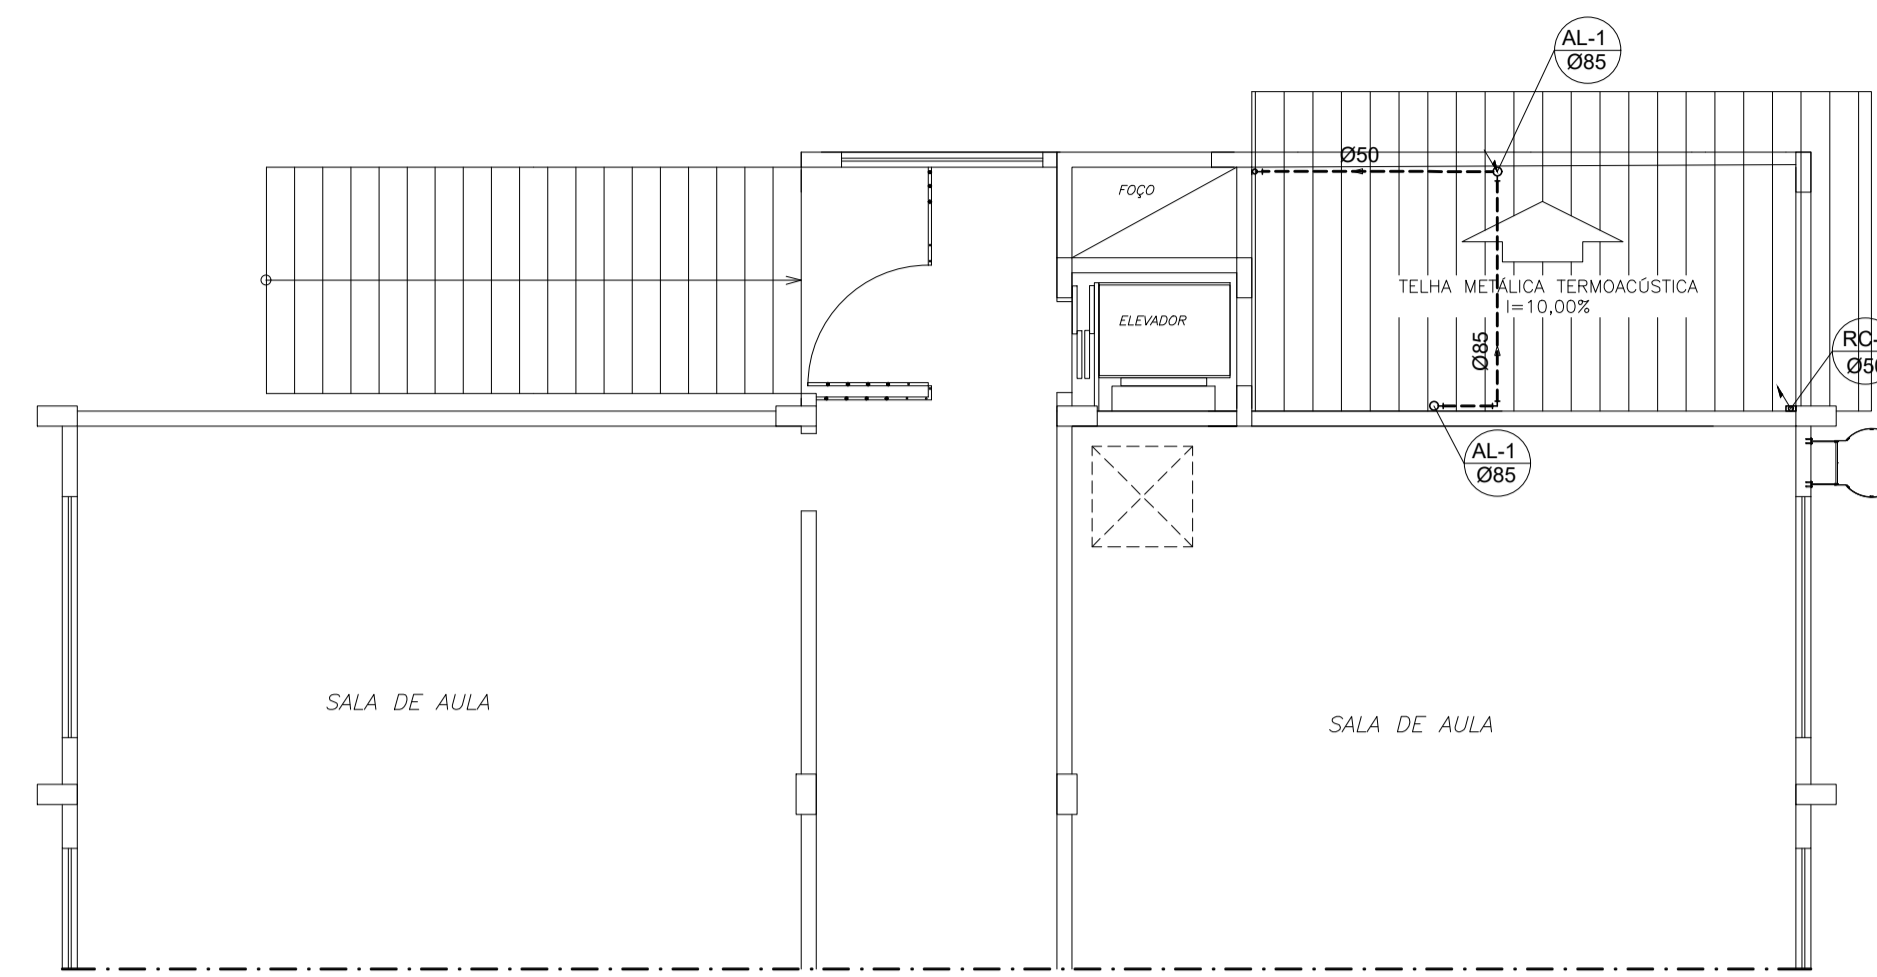 AL-1
Ø85
Ø50
FOÇO
TELHA METÁLICA TERMOACÚSTICA
I=10,00%
ELEVADOR
Ø85
RC-
AL-1
Ø85
SALA DE AULA
SALA DE AULA